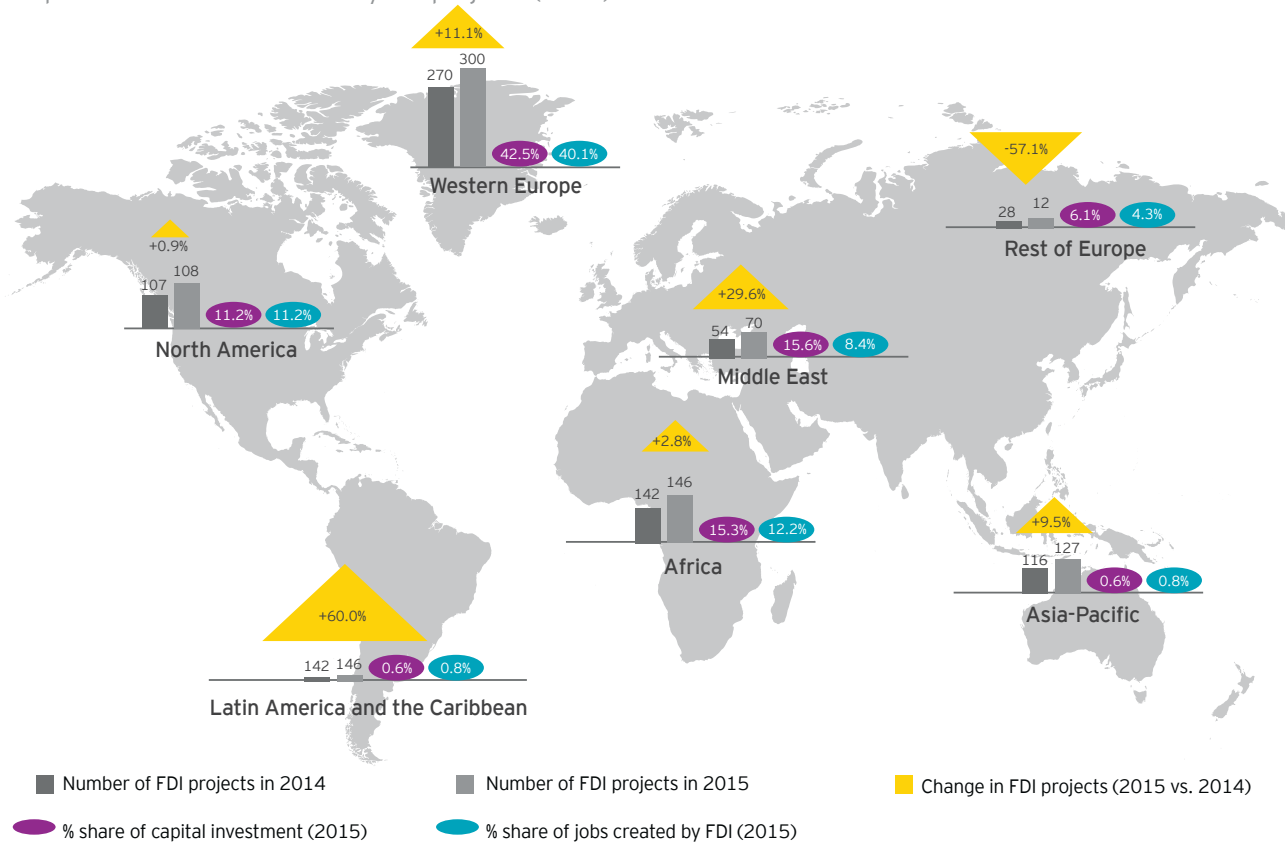 +11.1%
270 300
42.5% 40.1%
Western Europe
-57.1%
28 12
6.1% 4.3%
Rest of Europe
+0.9%
107 108
11.2% 11.2%
North America
+29.6%
54 70
15.6% 8.4%
Middle East
+2.8%
142 146
15.3% 12.2%
Africa
+9.5%
116 127
0.6% 0.8%
Asia-Pacific
+60.0%
142 146
0.6% 0.8%
Latin America and the Caribbean
Number of FDI projects in 2014
Number of FDI projects in 2015
Change in FDI projects (2015 vs. 2014)
% share of capital investment (2015)
% share of jobs created by FDI (2015)